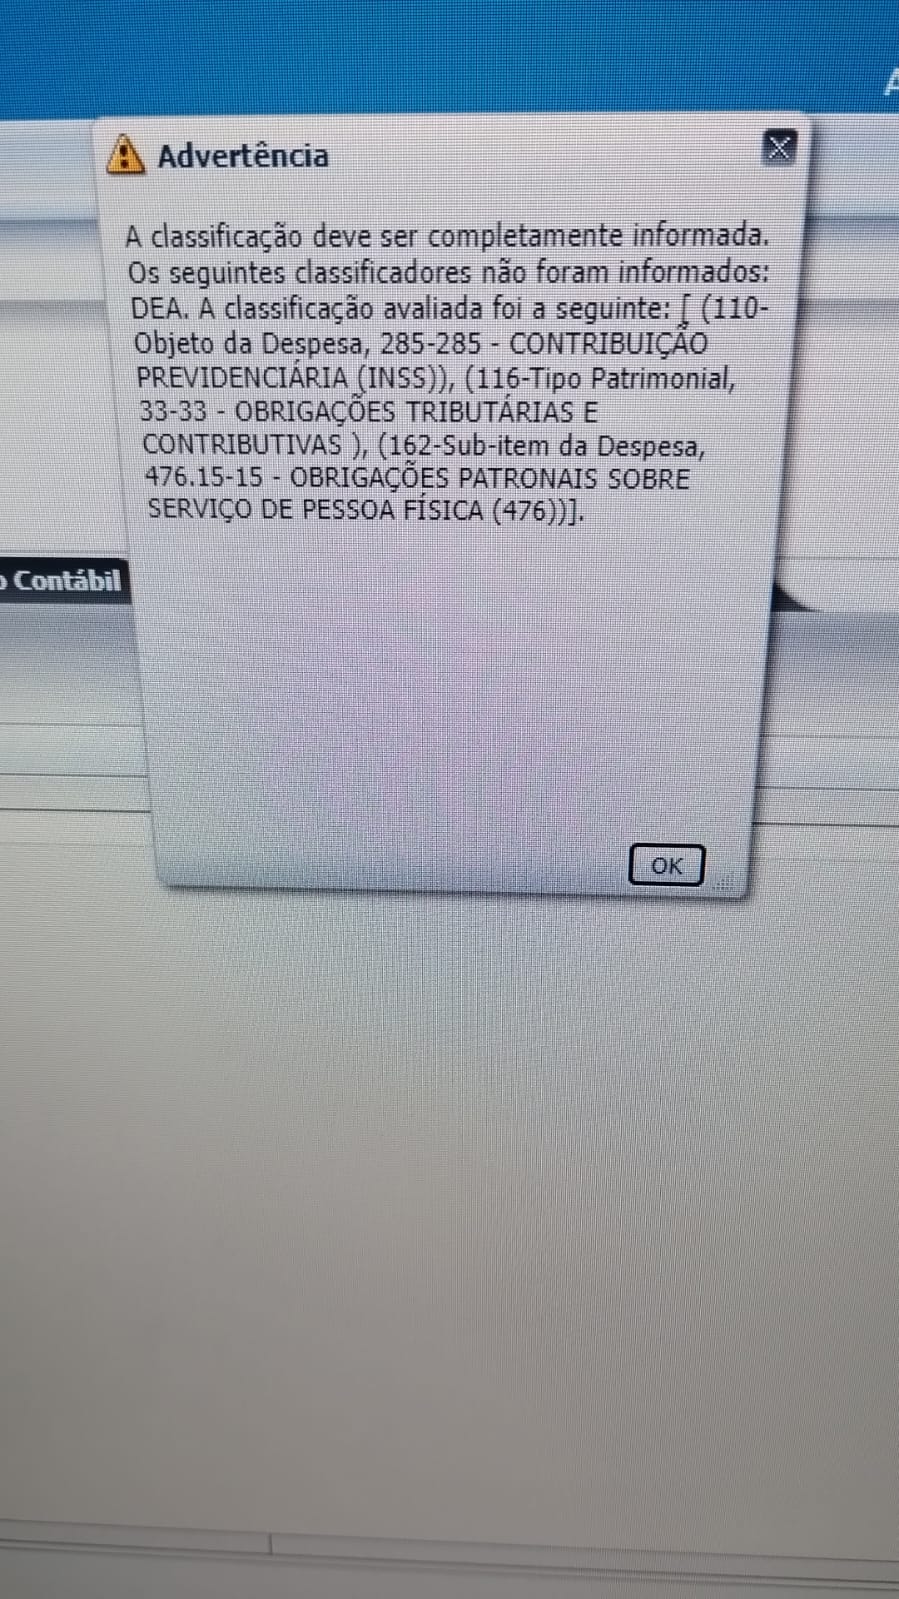 A
Advertência
A classificação deve ser completamente informada.
Os seguintes classificadores não foram informados:
DEA. A classificação avaliada foi a seguinte: [ (110-
Objeto da Despesa, 285-285 - CONTRIBUIÇÃO
PREVIDENCIÁRIA (INSS)), (116-Tipo Patrimonial,
33-33 - OBRIGAÇÕES TRIBUTÁRIAS E
CONTRIBUTIVAS ), (162-Sub-item da Despesa,
476.15-15 - OBRIGAÇÕES PATRONAIS SOBRE
SERVIÇO DE PESSOA FÍSICA (476))].
o Contábil
OK